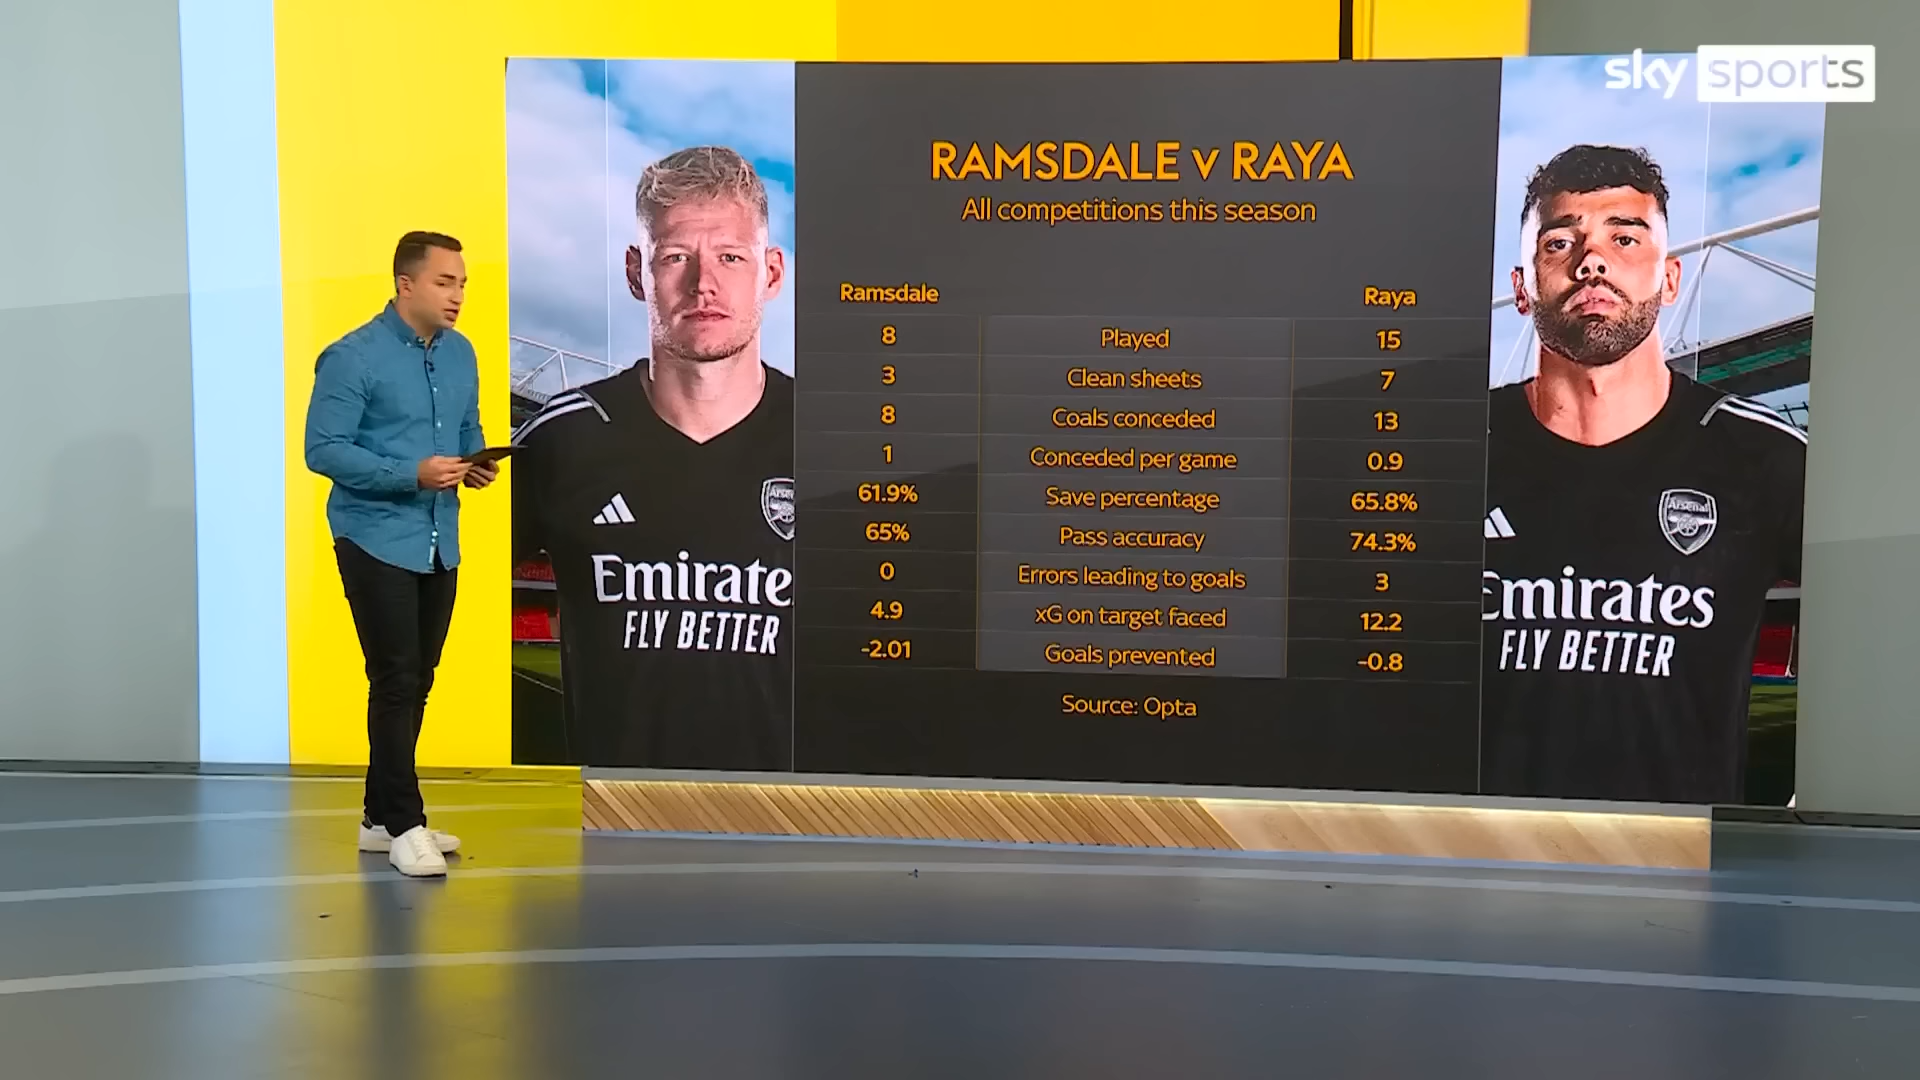 sky sports
RAMSDALE v RAYA
All competitions this season
Ramsdale Raya
8 Played 15
3 Clean sheets 7
8 Goals conceded 13
1 Conceded per game 0.9
61.9% Save percentage 65.8%
65% Pass accuracy 74.3%
0 Errors leading to goals 3
4.9 xG on target faced 12.2
-2.01 Goals prevented -0.8
Source: Opta
Arsenal
Emirates
FLY BETTER
Arsenal
Emirates
FLY BETTER